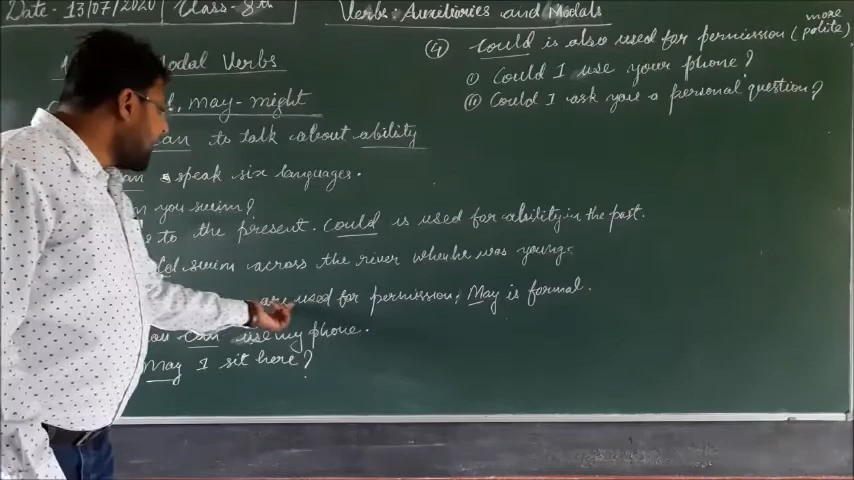 Date - 13/07/2020 Class - 8th Verbs: Auxiliaries and Modals
Modal Verbs
may - might
can to talk about ability
speak six languages.
you swim?
to the present. Could is used for ability in the past.
swim across the river when he was young.
are used for permission, May is formal.
can use my phone.
May I sit here?
④ Could is also used for permission (more polite)
ⓘ Could I use your phone?
ⓘⓘ Could I ask you a personal question?